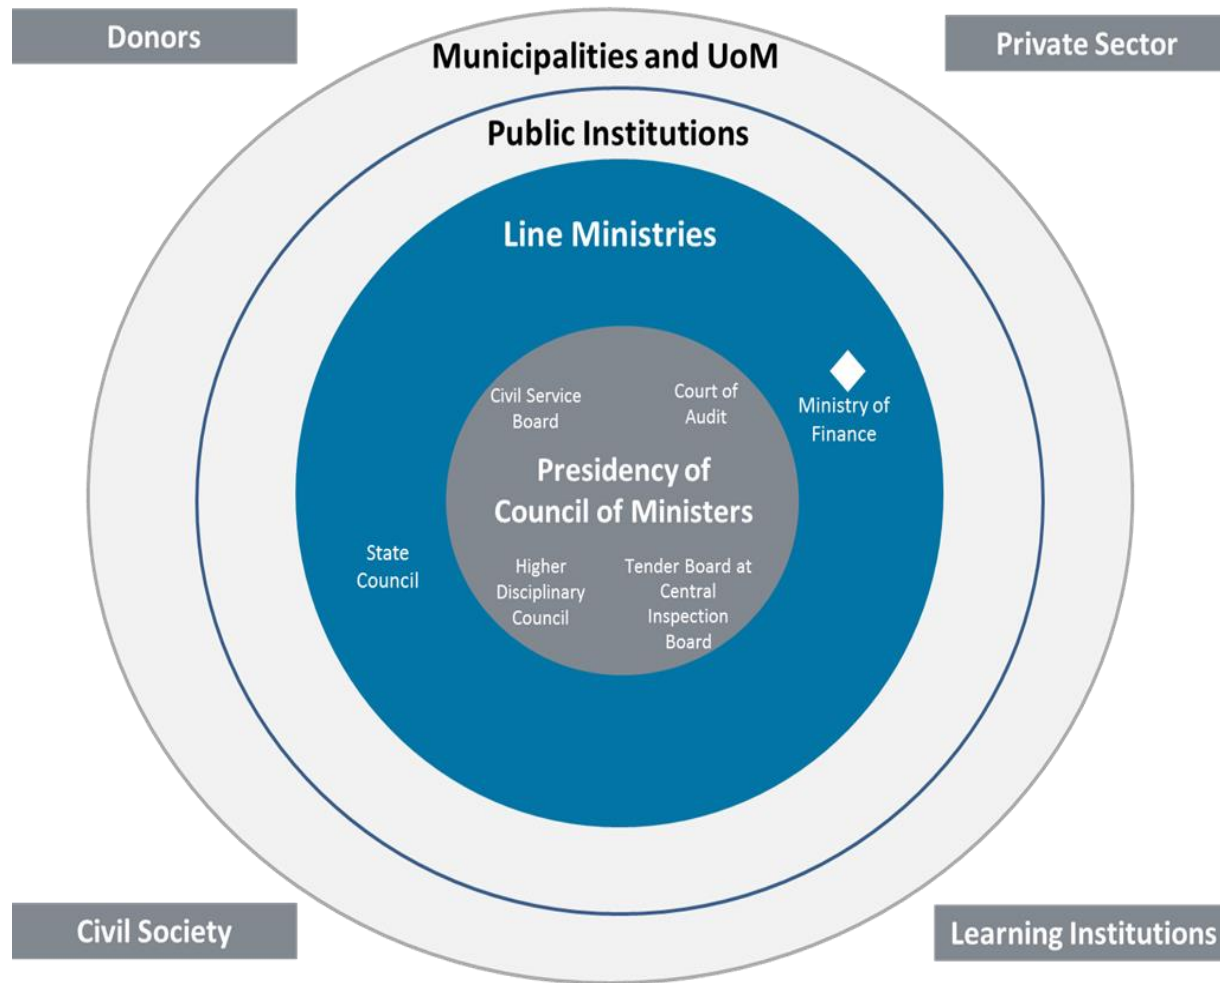 Donors
Private Sector
Municipalities and UoM
Public Institutions
Line Ministries
Civil Service
Board
Court of
Audit
Ministry of
Finance
Presidency of
Council of Ministers
State
Council
Higher
Disciplinary
Council
Tender Board at
Central
Inspection
Board
Civil Society
Learning Institutions